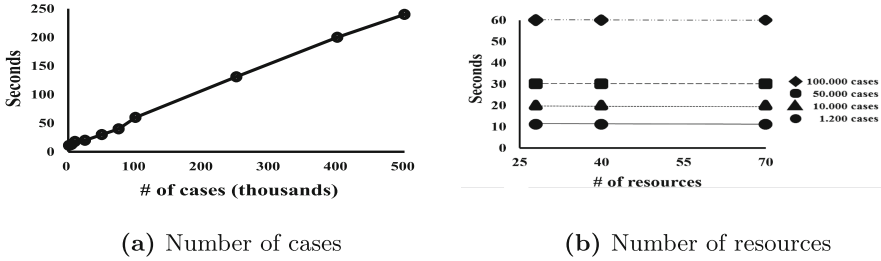 250
200
150
100
50
0
Seconds
0 100 200 300 400 500
# of cases (thousands)
(a) Number of cases
60
50
40
30
20
10
0
Seconds
25 40 55 70
# of resources
100.000 cases
50.000 cases
10.000 cases
1.200 cases
(b) Number of resources